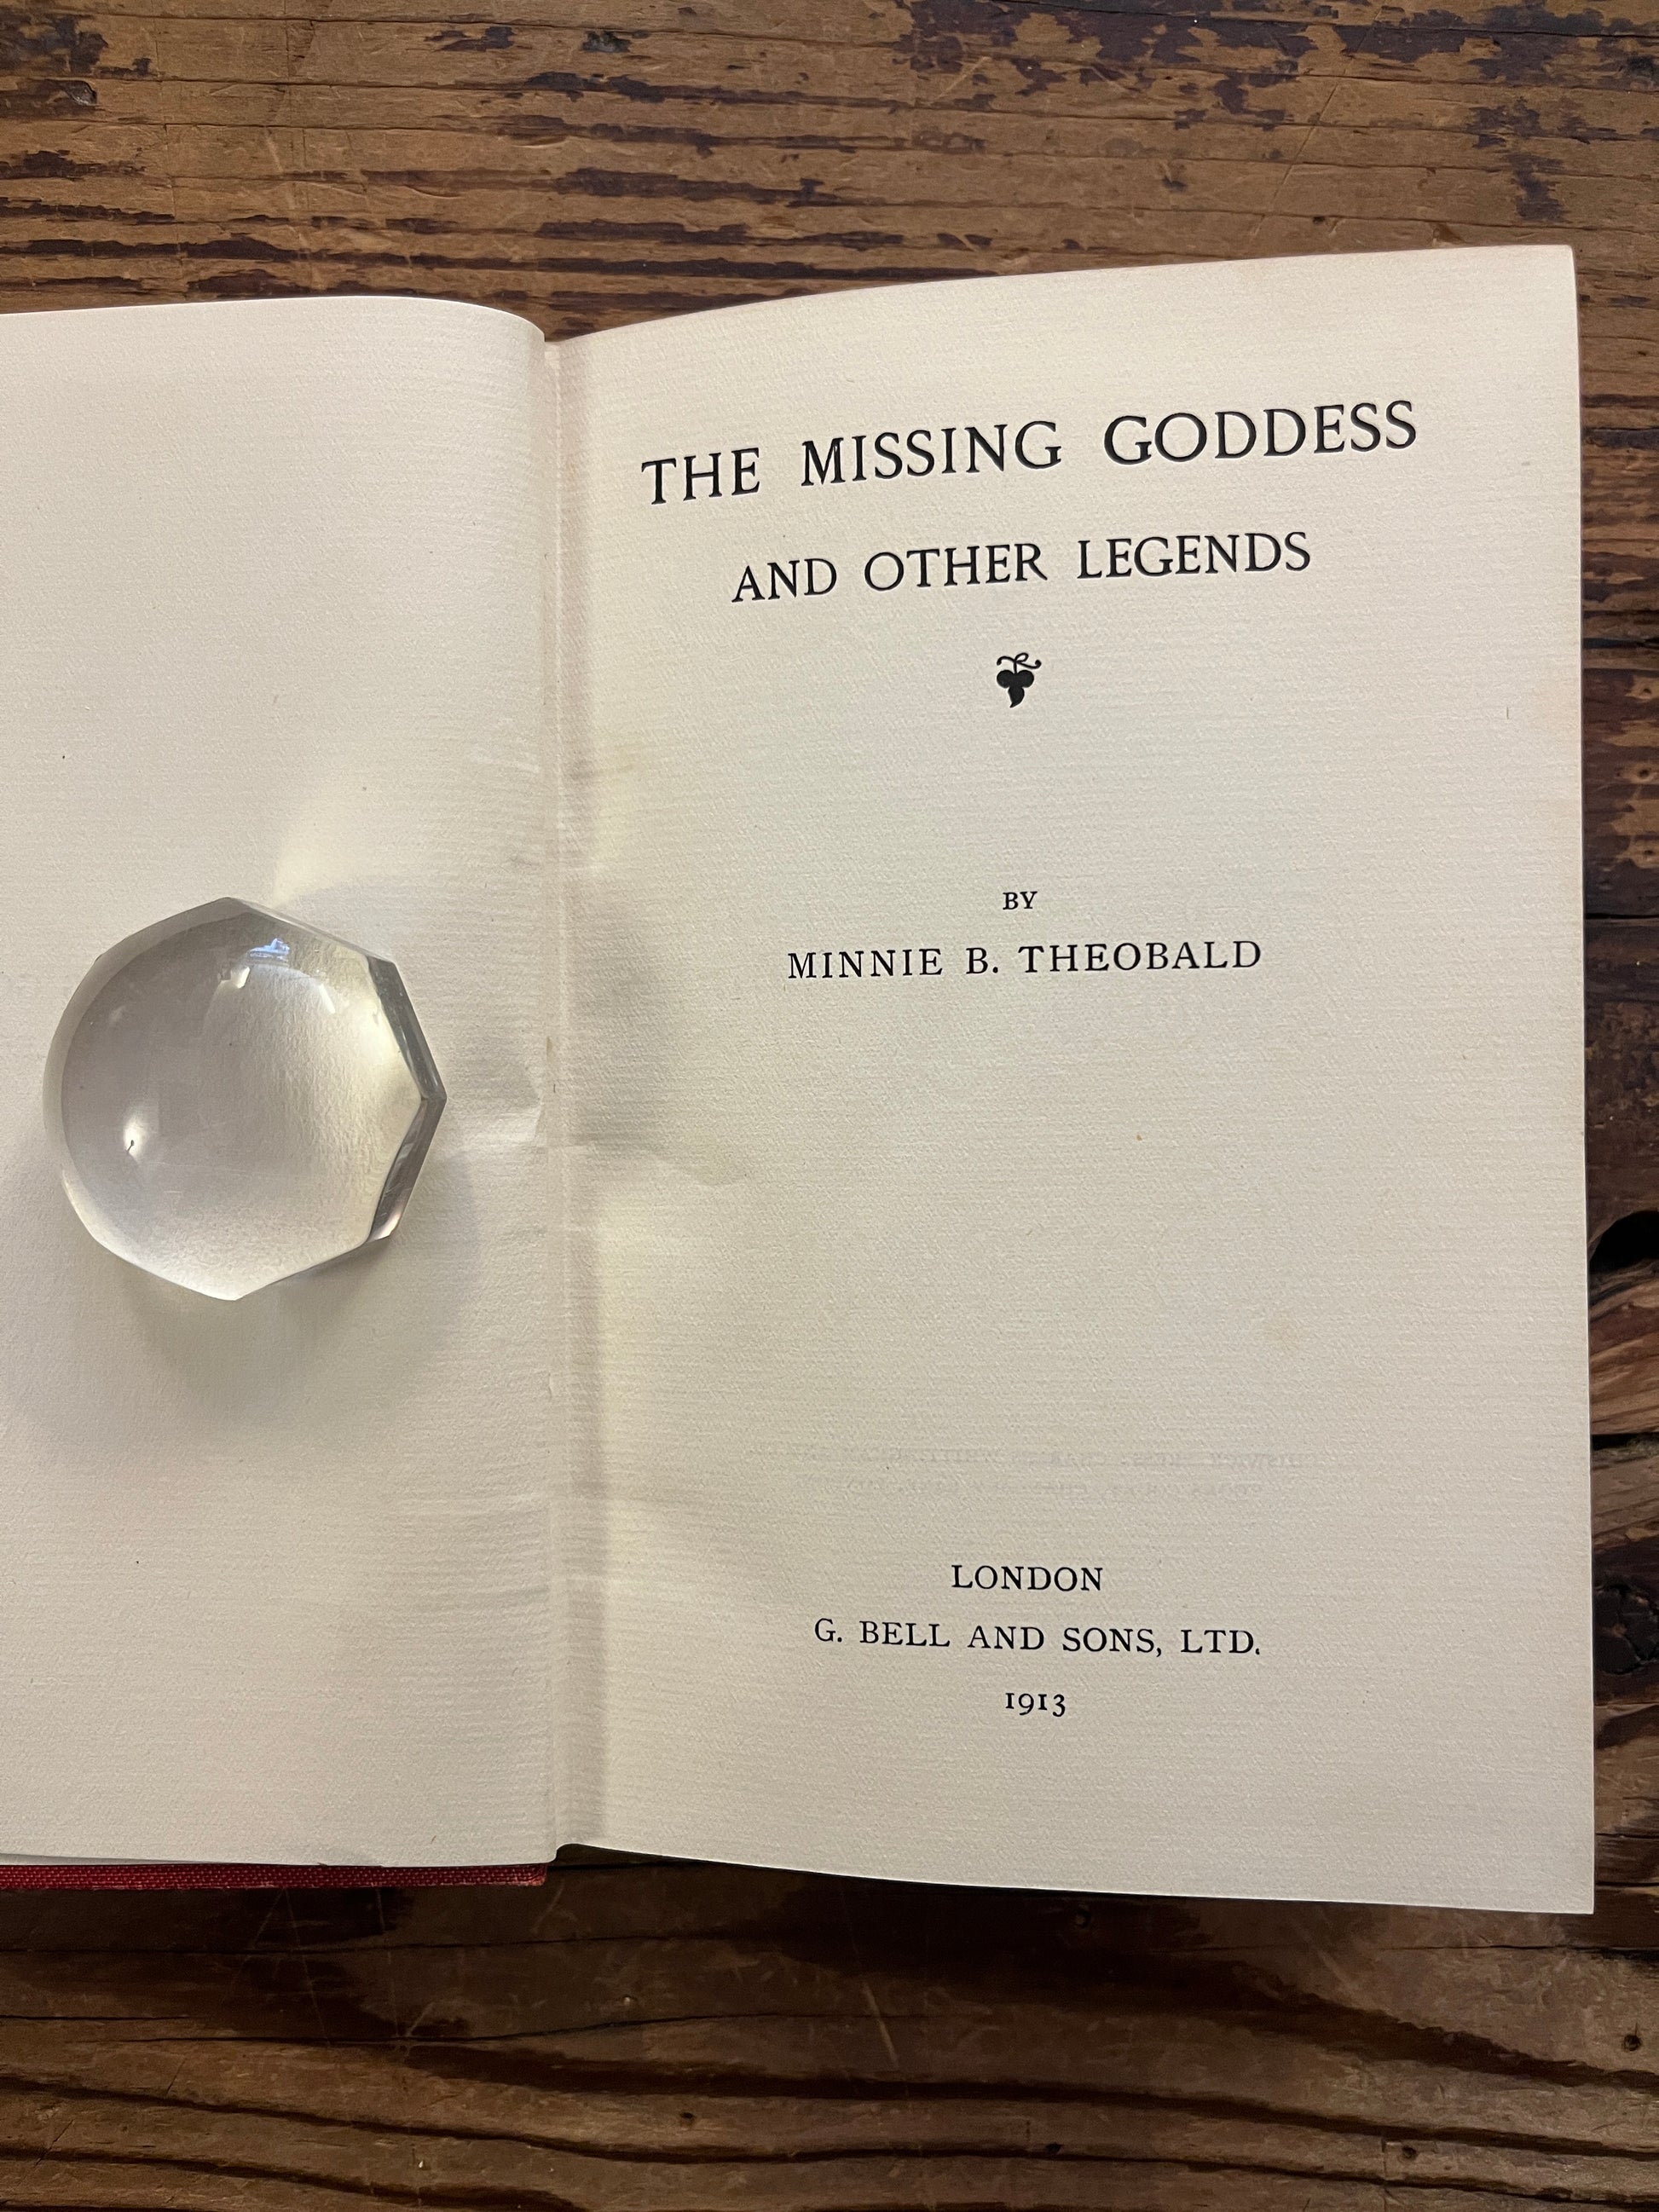 THE MISSING GODDESS
AND OTHER LEGENDS
BY
MINNIE B. THEOBALD
LONDON
G. BELL AND SONS, LTD.
1913